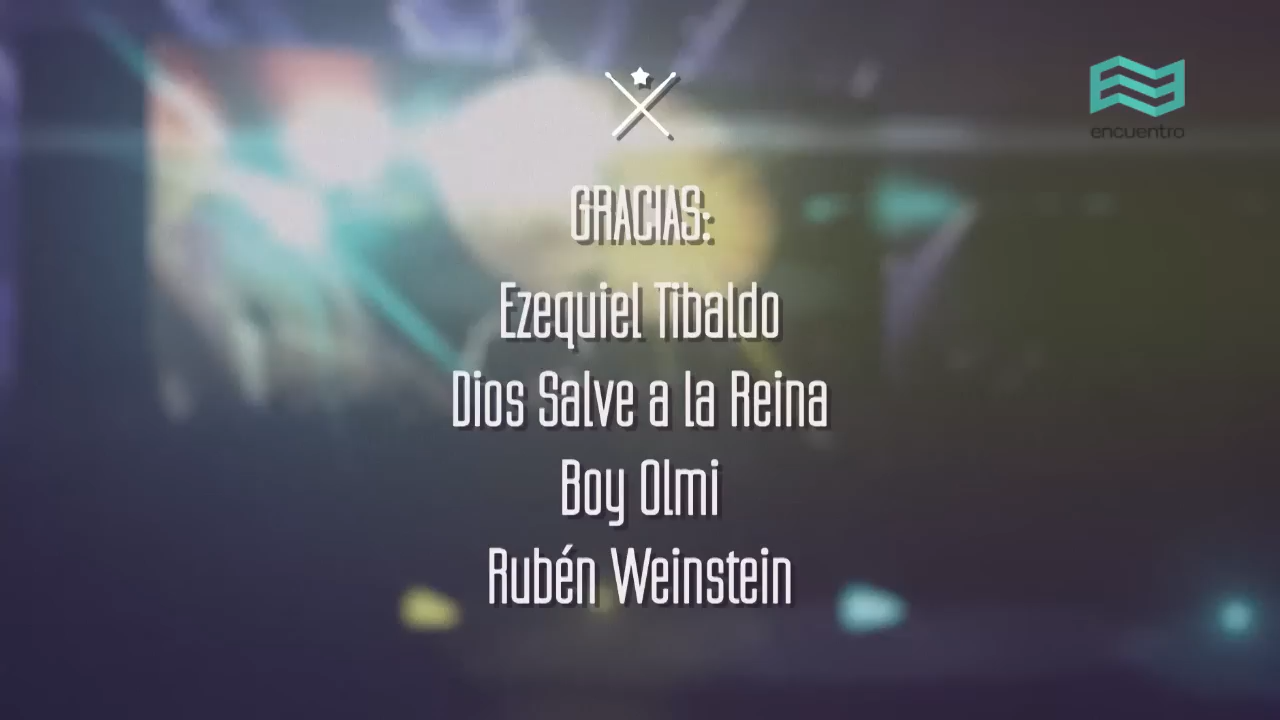 encuentro
GRACIAS:
Ezequiel Tibaldo
Dios Salve a la Reina
Boy Olmi
Rubén Weinstein